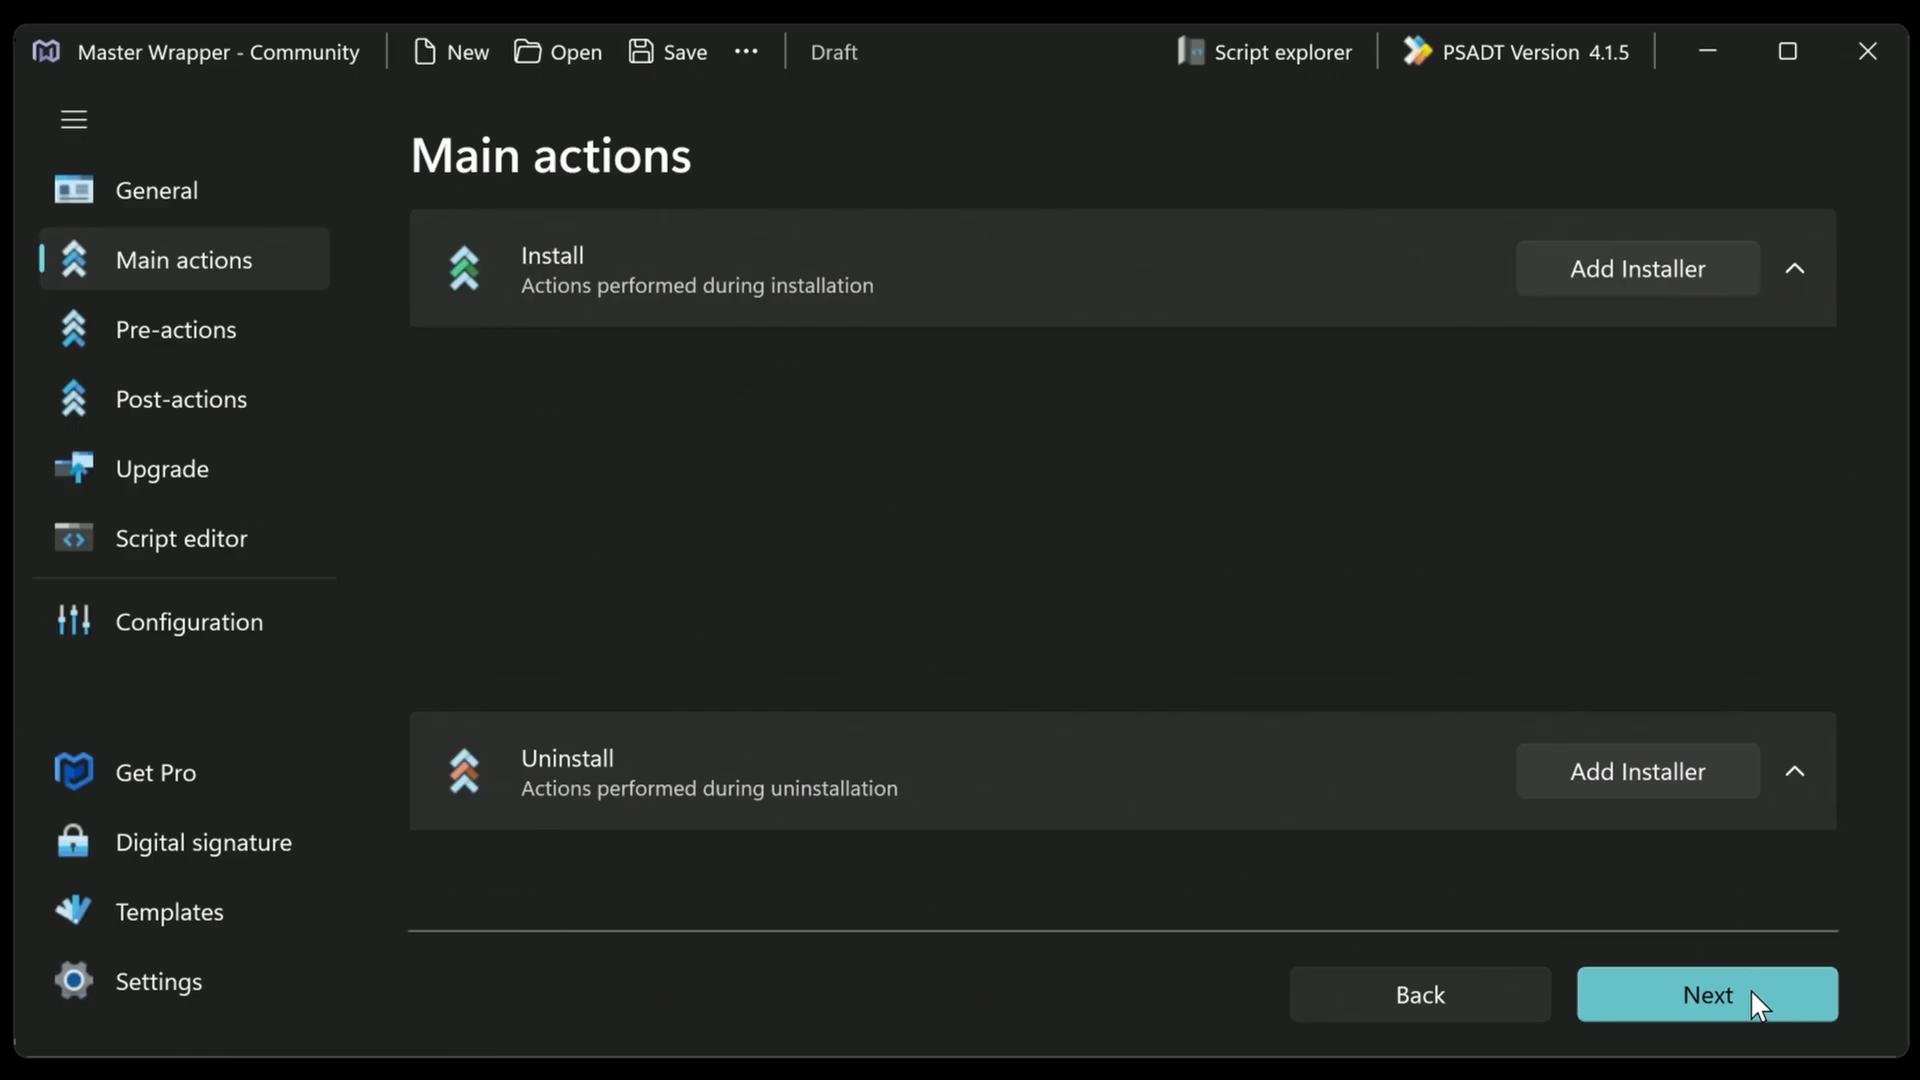 Master Wrapper - Community
New
Open
Save
Draft
Script explorer
PSADT Version 4.1.5
General
Main actions
Pre-actions
Post-actions
Upgrade
Script editor
Configuration
Get Pro
Digital signature
Templates
Settings
Main actions
Install
Actions performed during installation
Add Installer
Uninstall
Actions performed during uninstallation
Add Installer
Back
Next